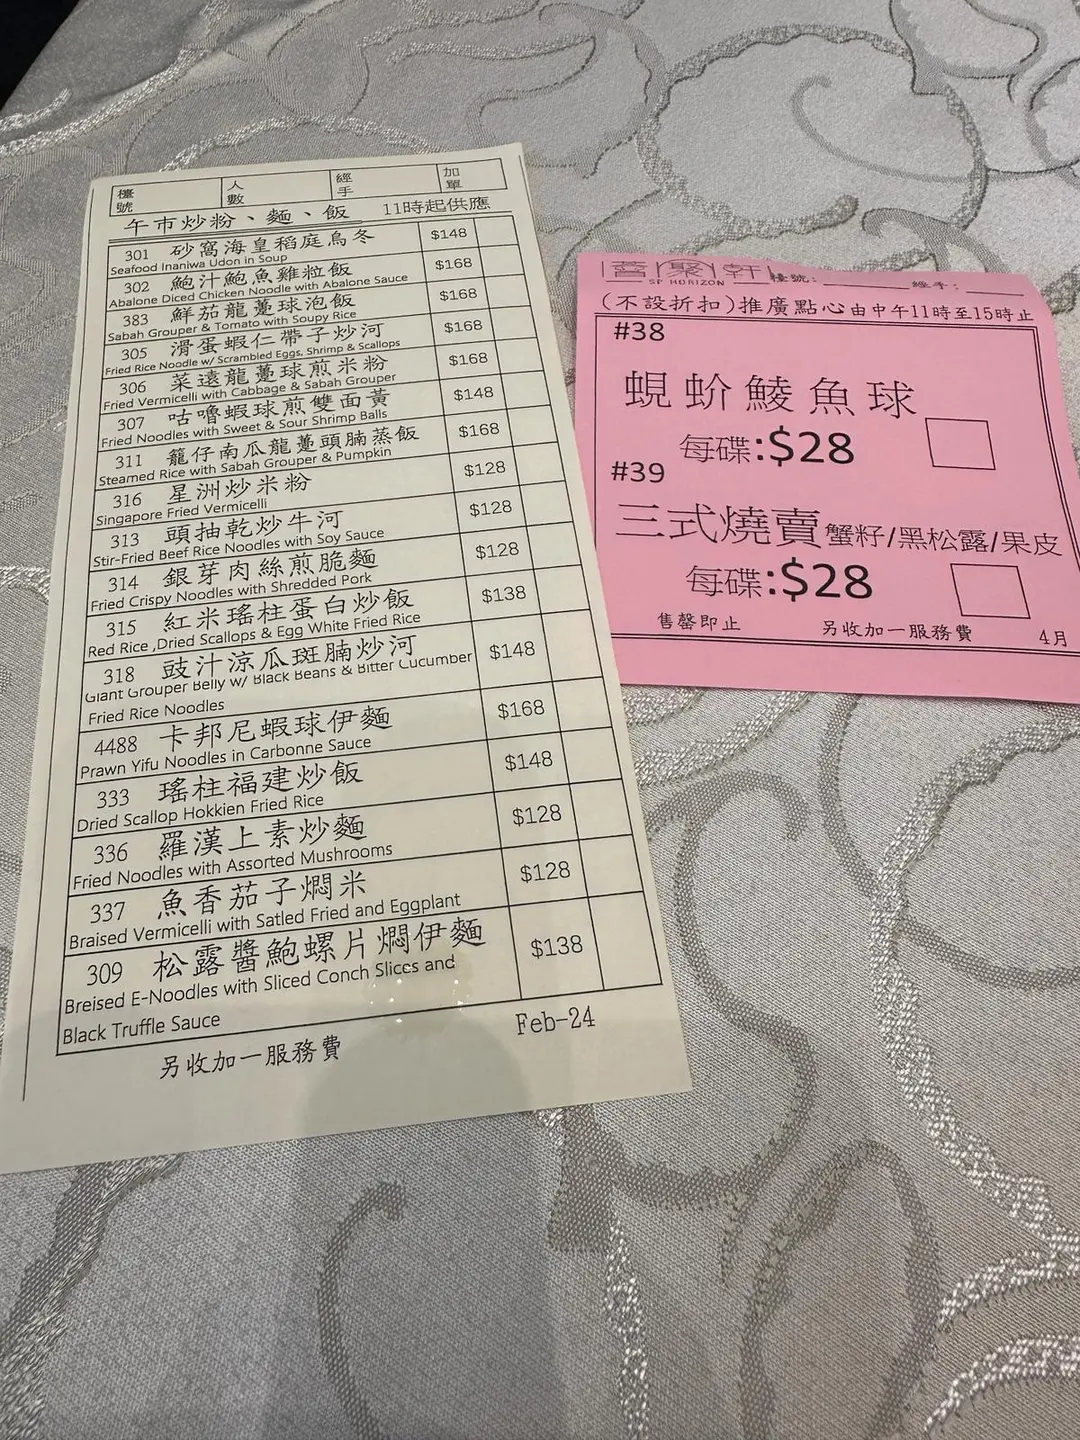 檯號 人數 經手 加單
午市炒粉、麵、飯 11時起供應
301 砂窩海皇稻庭烏冬 $148
Seafood Inaniwa Udon in Soup
302 鮑汁鮑魚雞粒飯 $168
Abalone Diced Chicken Noodle with Abalone Sauce
383 鮮茄龍躉球泡飯 $168
Sabah Grouper & Tomato with Soupy Rice
305 滑蛋蝦仁帶子炒河 $168
Fried Rice Noodle w/ Scrambled Eggs, Shrimp & Scallops
306 菜遠龍躉球煎米粉 $168
Fried Vermicelli with Cabbage & Sabah Grouper
307 咕嚕蝦球煎雙面黃 $148
Fried Noodles with Sweet & Sour Shrimp Balls
311 籠仔南瓜龍躉頭腩蒸飯 $168
Steamed Rice with Sabah Grouper & Pumpkin
316 星洲炒米粉 $128
Singapore Fried Vermicelli
313 頭抽乾炒牛河 $128
Stir-Fried Beef Rice Noodles with Soy Sauce
314 銀芽肉絲煎脆麵 $128
Fried Crispy Noodles with Shredded Pork
315 紅米瑤柱蛋白炒飯 $138
Red Rice ,Dried Scallops & Egg White Fried Rice
318 豉汁涼瓜斑腩炒河 $148
Giant Grouper Belly w/ Black Beans & Bitter Cucumber
Fried Rice Noodles
4488 卡邦尼蝦球伊麵 $168
Prawn Yifu Noodles in Carbonne Sauce
333 瑤柱福建炒飯 $148
Dried Scallop Hokkien Fried Rice
336 羅漢上素炒麵 $128
Fried Noodles with Assorted Mushrooms
337 魚香茄子燜米 $128
Braised Vermicelli with Satled Fried and Eggplant
309 松露醬鮑螺片燜伊麵 $138
Breised E-Noodles with Sliced Conch Slices and
Black Truffle Sauce
另收加一服務費 Feb-24
薈聚軒 檯號: 經手:
SP HORIZON
(不設折扣)推廣點心由中午11時至15時止
#38
蜆蚧鯪魚球
每碟:$28
#39
三式燒賣蟹籽/黑松露/果皮
每碟:$28
售罄即止 另收加一服務費 4月